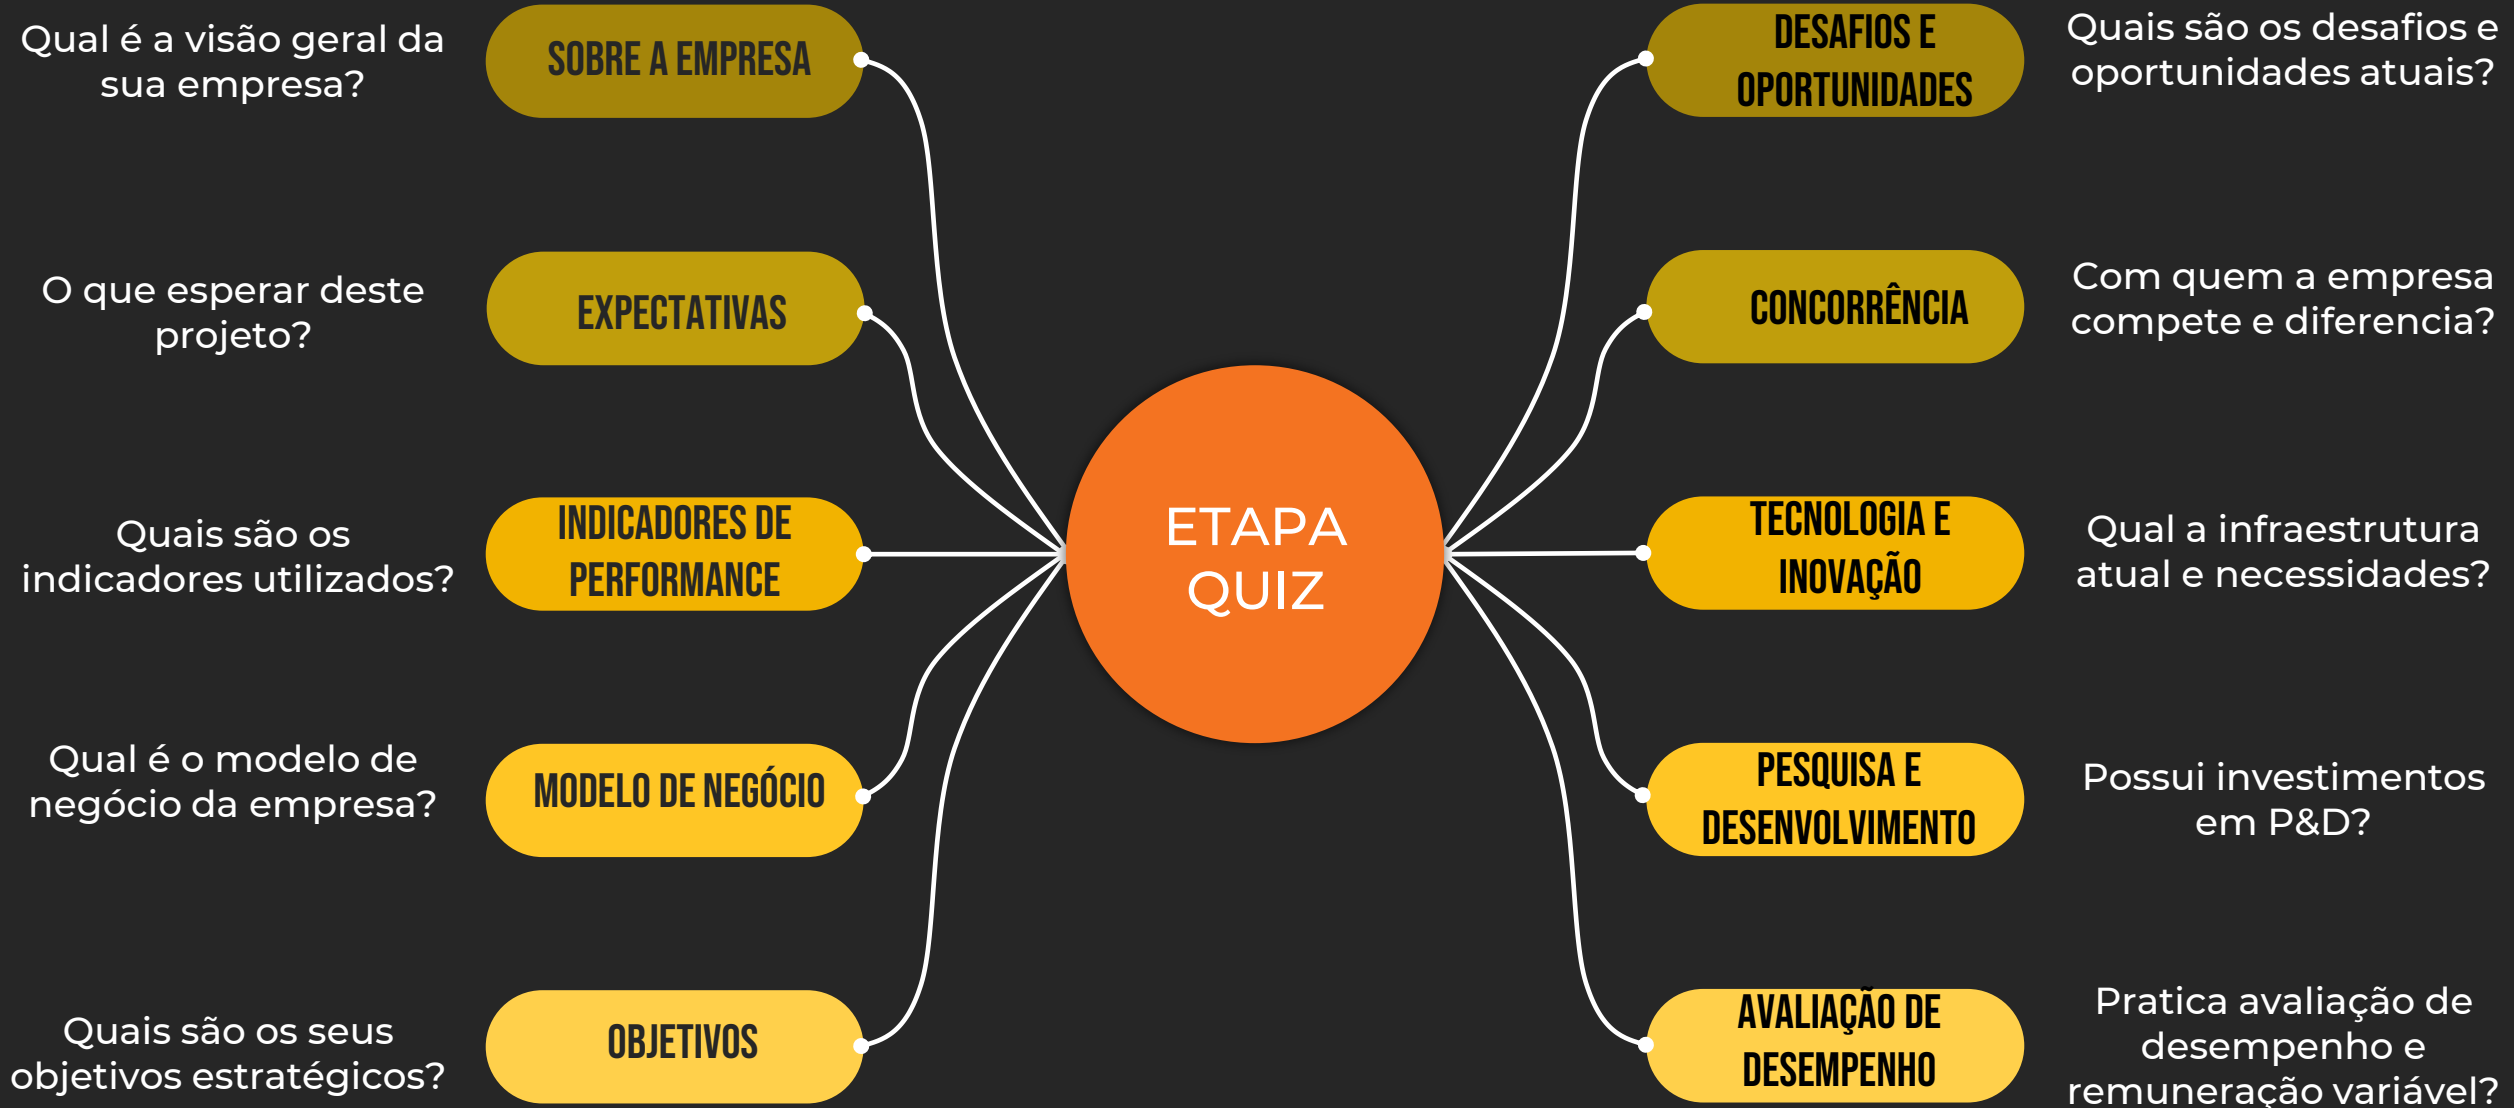 Qual é a visão geral da
sua empresa?
SOBRE A EMPRESA
O que esperar deste
projeto?
EXPECTATIVAS
Quais são os
indicadores utilizados?
INDICADORES DE
PERFORMANCE
Qual é o modelo de
negócio da empresa?
MODELO DE NEGÓCIO
Quais são os seus
objetivos estratégicos?
OBJETIVOS
ETAPA
QUIZ
DESAFIOS E
OPORTUNIDADES
Quais são os desafios e
oportunidades atuais?
CONCORRÊNCIA
Com quem a empresa
compete e diferencia?
TECNOLOGIA E
INOVAÇÃO
Qual a infraestrutura
atual e necessidades?
PESQUISA E
DESENVOLVIMENTO
Possui investimentos
em P&D?
AVALIAÇÃO DE
DESEMPENHO
Pratica avaliação de
desempenho e
remuneração variável?